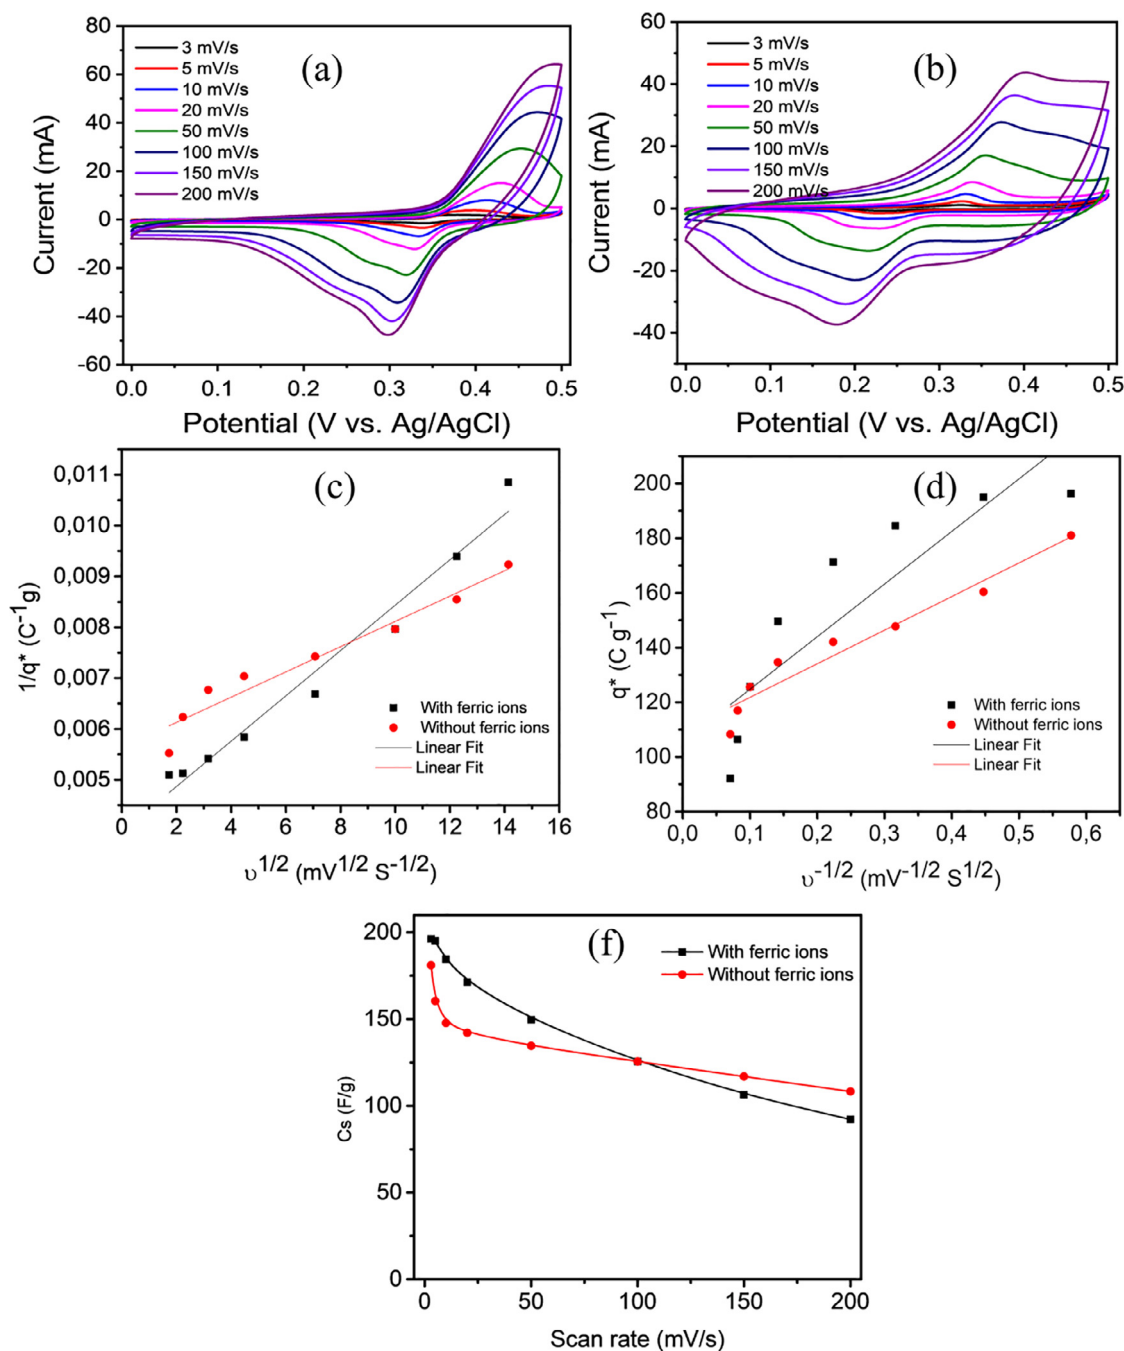 (a)
80
60
40
20
0
-20
-40
-60
Current (mA)
3 mV/s
5 mV/s
10 mV/s
20 mV/s
50 mV/s
100 mV/s
150 mV/s
200 mV/s
0.0 0.1 0.2 0.3 0.4 0.5
Potential (V vs. Ag/AgCl)
(b)
60
40
20
0
-20
-40
Current (mA)
3 mV/s
5 mV/s
10 mV/s
20 mV/s
50 mV/s
100 mV/s
150 mV/s
200 mV/s
0.0 0.1 0.2 0.3 0.4 0.5
Potential (V vs. Ag/AgCl)
(c)
0,011
0,010
0,009
0,008
0,007
0,006
0,005
1/q* (C⁻¹g)
With ferric ions
Without ferric ions
Linear Fit
Linear Fit
0 2 4 6 8 10 12 14 16
υ1/2 (mV1/2 S-1/2)
(d)
200
180
160
140
120
100
80
q* (C g⁻¹)
With ferric ions
Without ferric ions
Linear Fit
Linear Fit
0,0 0,1 0,2 0,3 0,4 0,5 0,6
υ-1/2 (mV-1/2 S1/2)
(f)
200
150
100
50
0
Cs (F/g)
With ferric ions
Without ferric ions
0 50 100 150 200
Scan rate (mV/s)